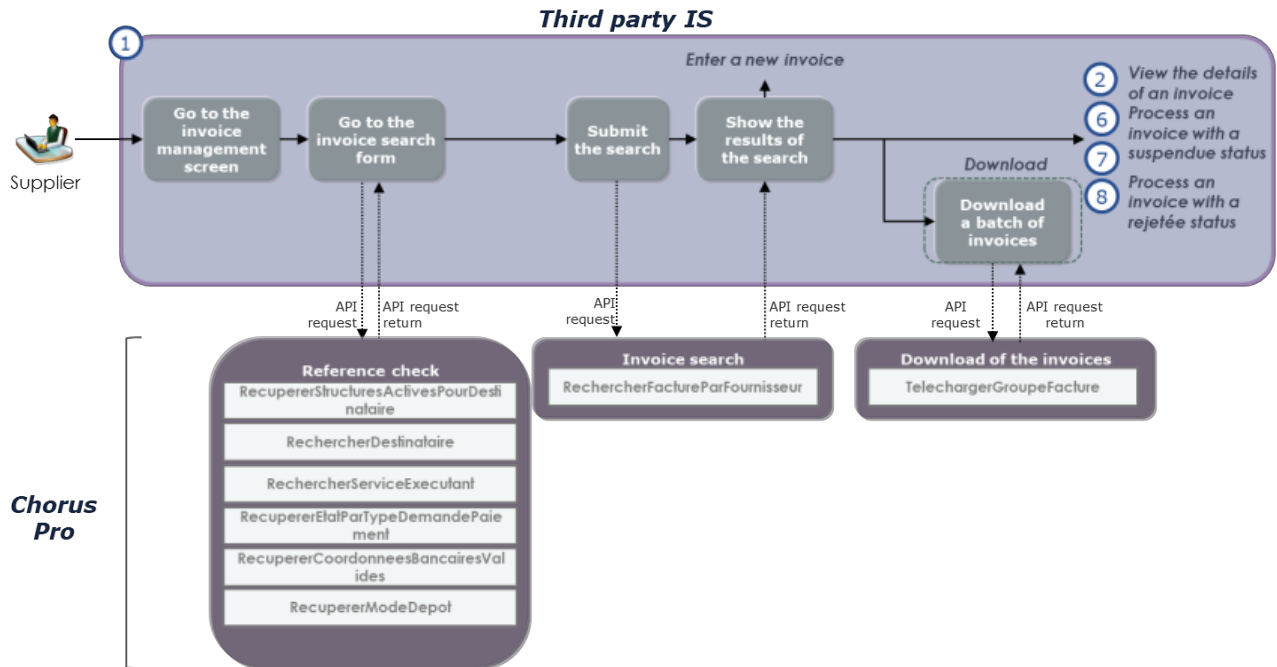 Third party IS
1
Enter a new invoice
Supplier
Go to the
invoice
management
screen
Go to the
invoice search
form
Submit
the search
Show the
results of
the search
Download
Download
a batch of
invoices
2
View the details
of an invoice
6
Process an
invoice with a
suspendue status
7
8
Process an
invoice with a
rejetée status
API
request
API request
return
API
request
API request
return
API
request
API request
return
Chorus
Pro
Reference check
RecupererStructuresActivesPourDesti
nataire
RechercherDestinataire
RechercherServiceExecutant
RecupererEtatParTypeDemandePaie
ment
RecupererCoordonneesBancairesVal
ides
RecupererModeDepot
Invoice search
RechercherFactureParFournisseur
Download of the invoices
TelechargerGroupeFacture